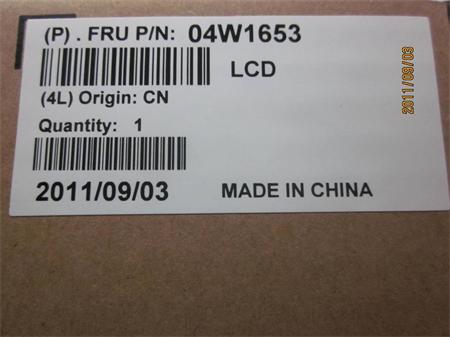 (P) . FRU P/N: 04W1653
LCD
(4L) Origin: CN
Quantity: 1
2011/09/03
MADE IN CHINA
2011/09/03